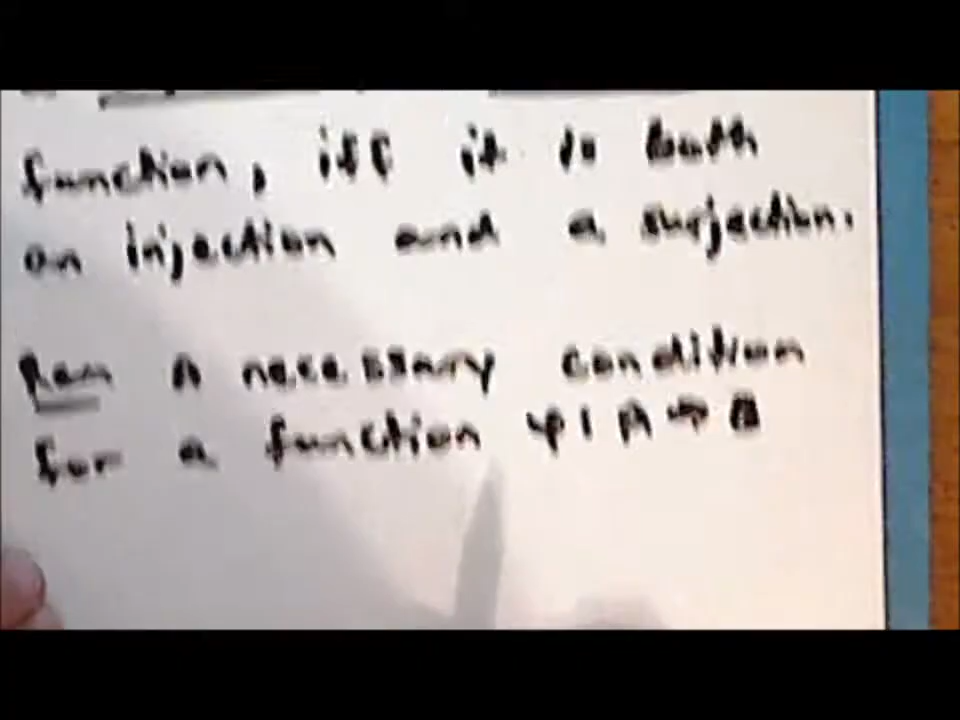 function, iff it is both
an injection and a surjection.
Rem A necessary condition
for a function φ: A → B